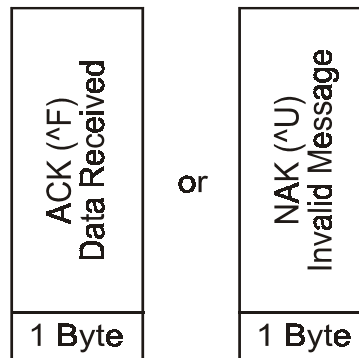 ACK (^F)
Data Received
1 Byte
or
NAK (^U)
Invalid Message
1 Byte